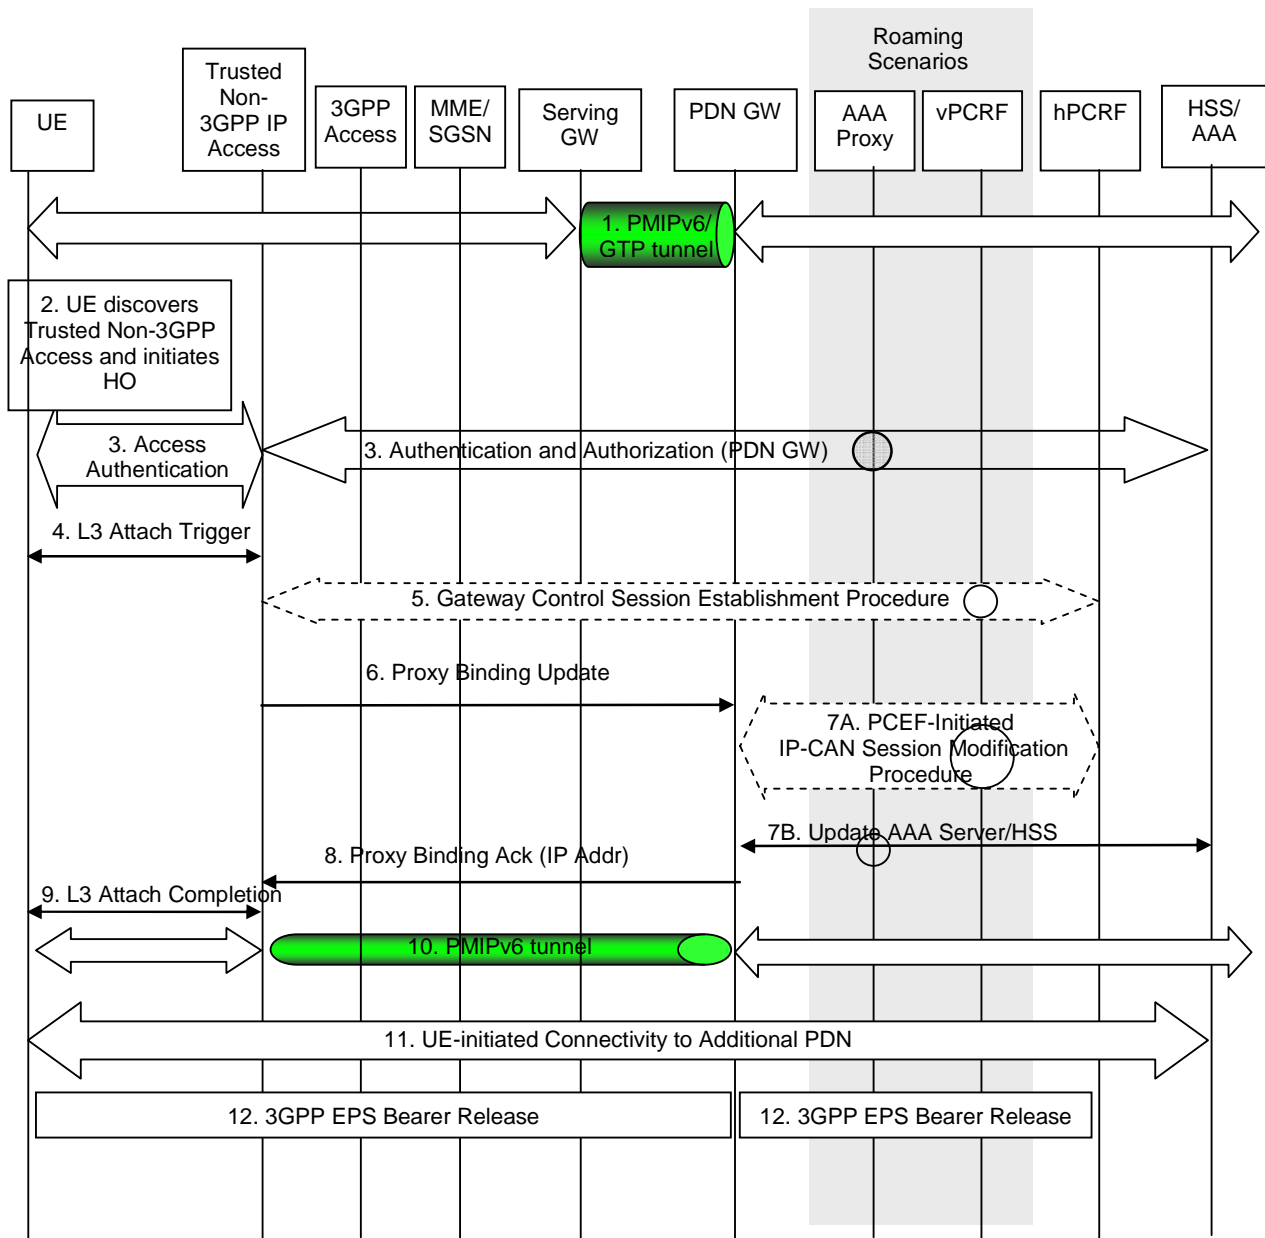 Roaming
Scenarios
UE
Trusted
Non-
3GPP IP
Access
3GPP
Access
MME/
SGSN
Serving
GW
PDN GW
AAA
Proxy
vPCRF
hPCRF
HSS/
AAA
1. PMIPv6/
GTP tunnel
2. UE discovers
Trusted Non-3GPP
Access and initiates
HO
3. Access
Authentication
3. Authentication and Authorization (PDN GW)
4. L3 Attach Trigger
5. Gateway Control Session Establishment Procedure
6. Proxy Binding Update
7A. PCEF-Initiated
IP-CAN Session Modification
Procedure
7B. Update AAA Server/HSS
8. Proxy Binding Ack (IP Addr)
9. L3 Attach Completion
10. PMIPv6 tunnel
11. UE-initiated Connectivity to Additional PDN
12. 3GPP EPS Bearer Release
12. 3GPP EPS Bearer Release